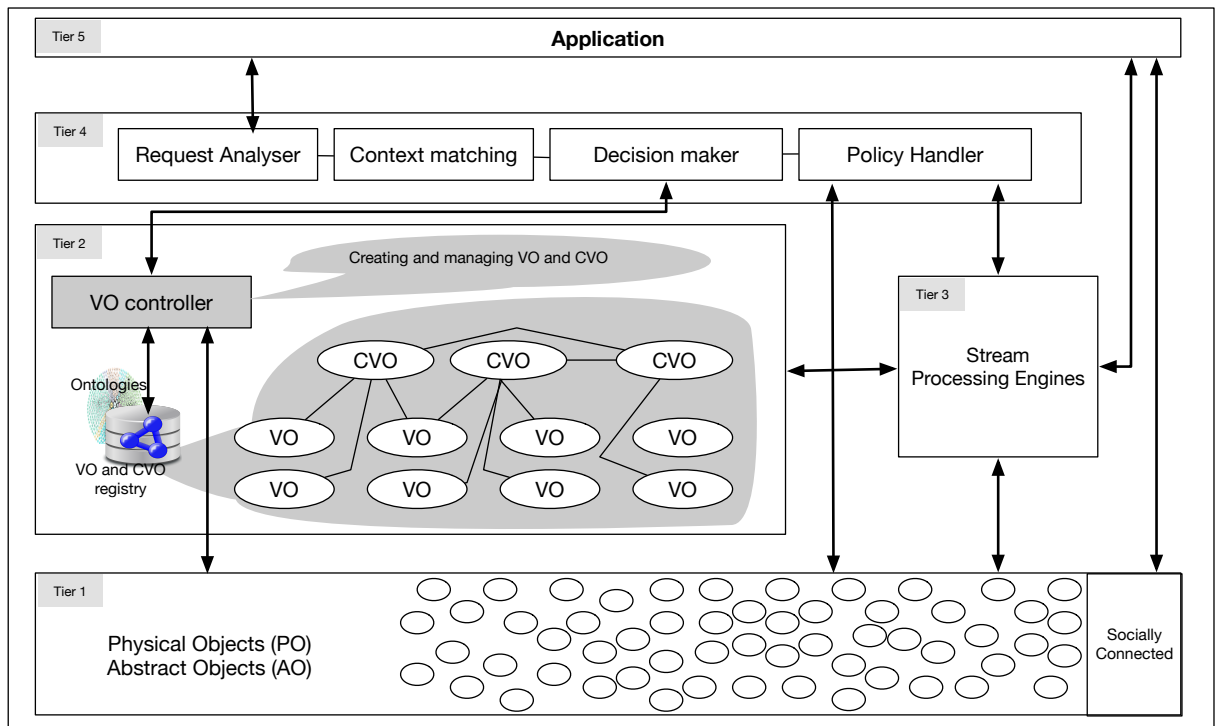 Tier 5
Application
Tier 4
Request Analyser
Context matching
Decision maker
Policy Handler
Tier 2
Creating and managing VO and CVO
VO controller
Tier 3
Stream
Processing Engines
CVO
CVO
CVO
Ontologies
VO
VO
VO
VO
VO and CVO
registry
VO
VO
VO
VO
Tier 1
Physical Objects (PO)
Abstract Objects (AO)
Socially
Connected